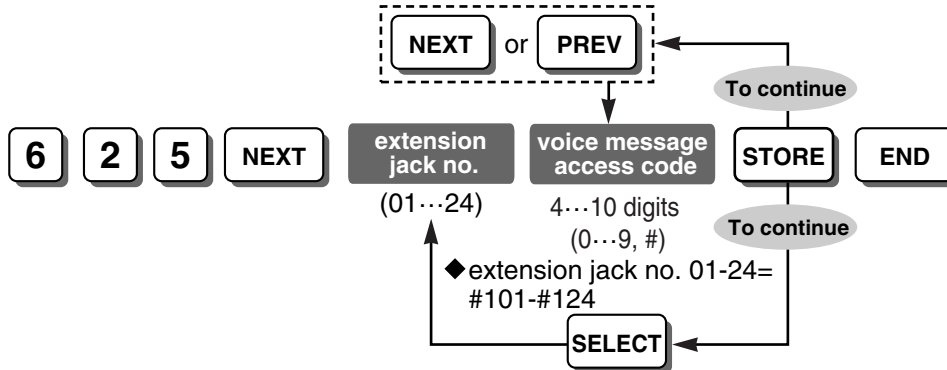 NEXT or PREV
To continue
6 2 5 NEXT extension jack no. voice message access code STORE END
(01···24) 4···10 digits
(0···9, #)
To continue
◆extension jack no. 01-24=
#101-#124
SELECT